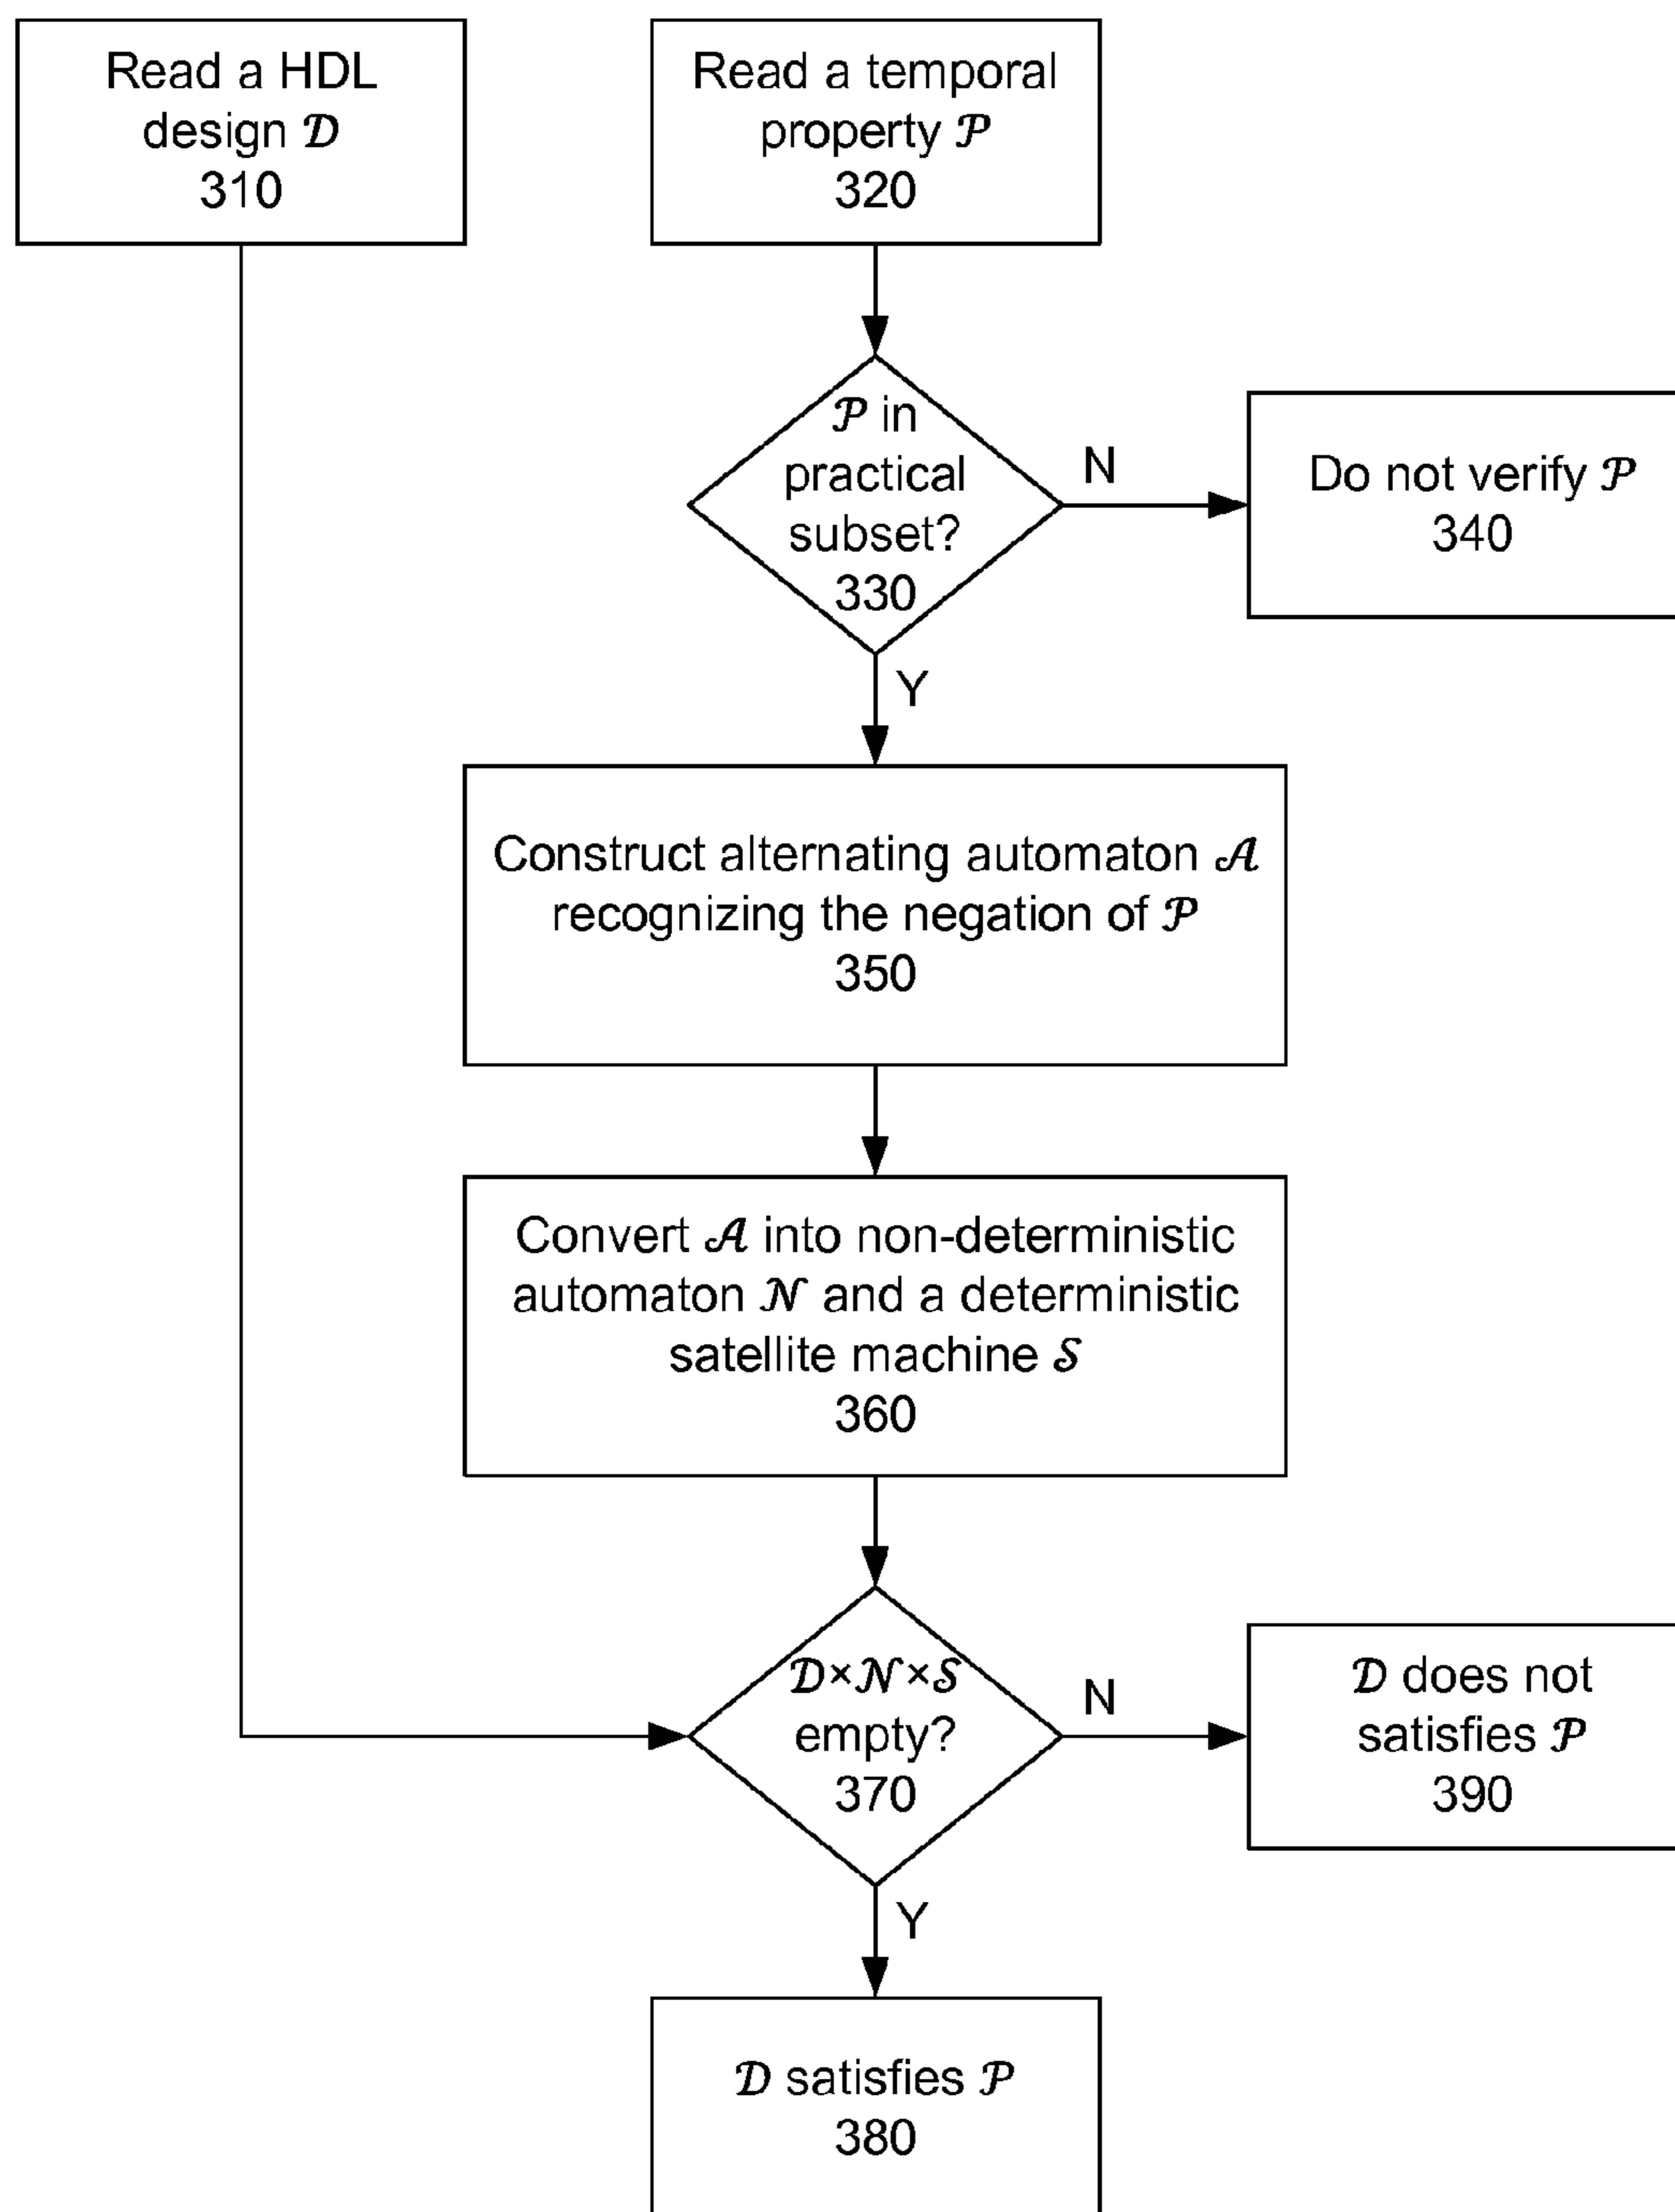 Read a HDL
design 𝒟
310
Read a temporal
property 𝒫
320
𝒫 in
practical
subset?
330
N
Do not verify 𝒫
340
Y
Construct alternating automaton 𝒜
recognizing the negation of 𝒫
350
Convert 𝒜 into non-deterministic
automaton 𝒩 and a deterministic
satellite machine 𝒮
360
𝒟×𝒩×𝒮
empty?
370
N
𝒟 does not
satisfies 𝒫
390
Y
𝒟 satisfies 𝒫
380